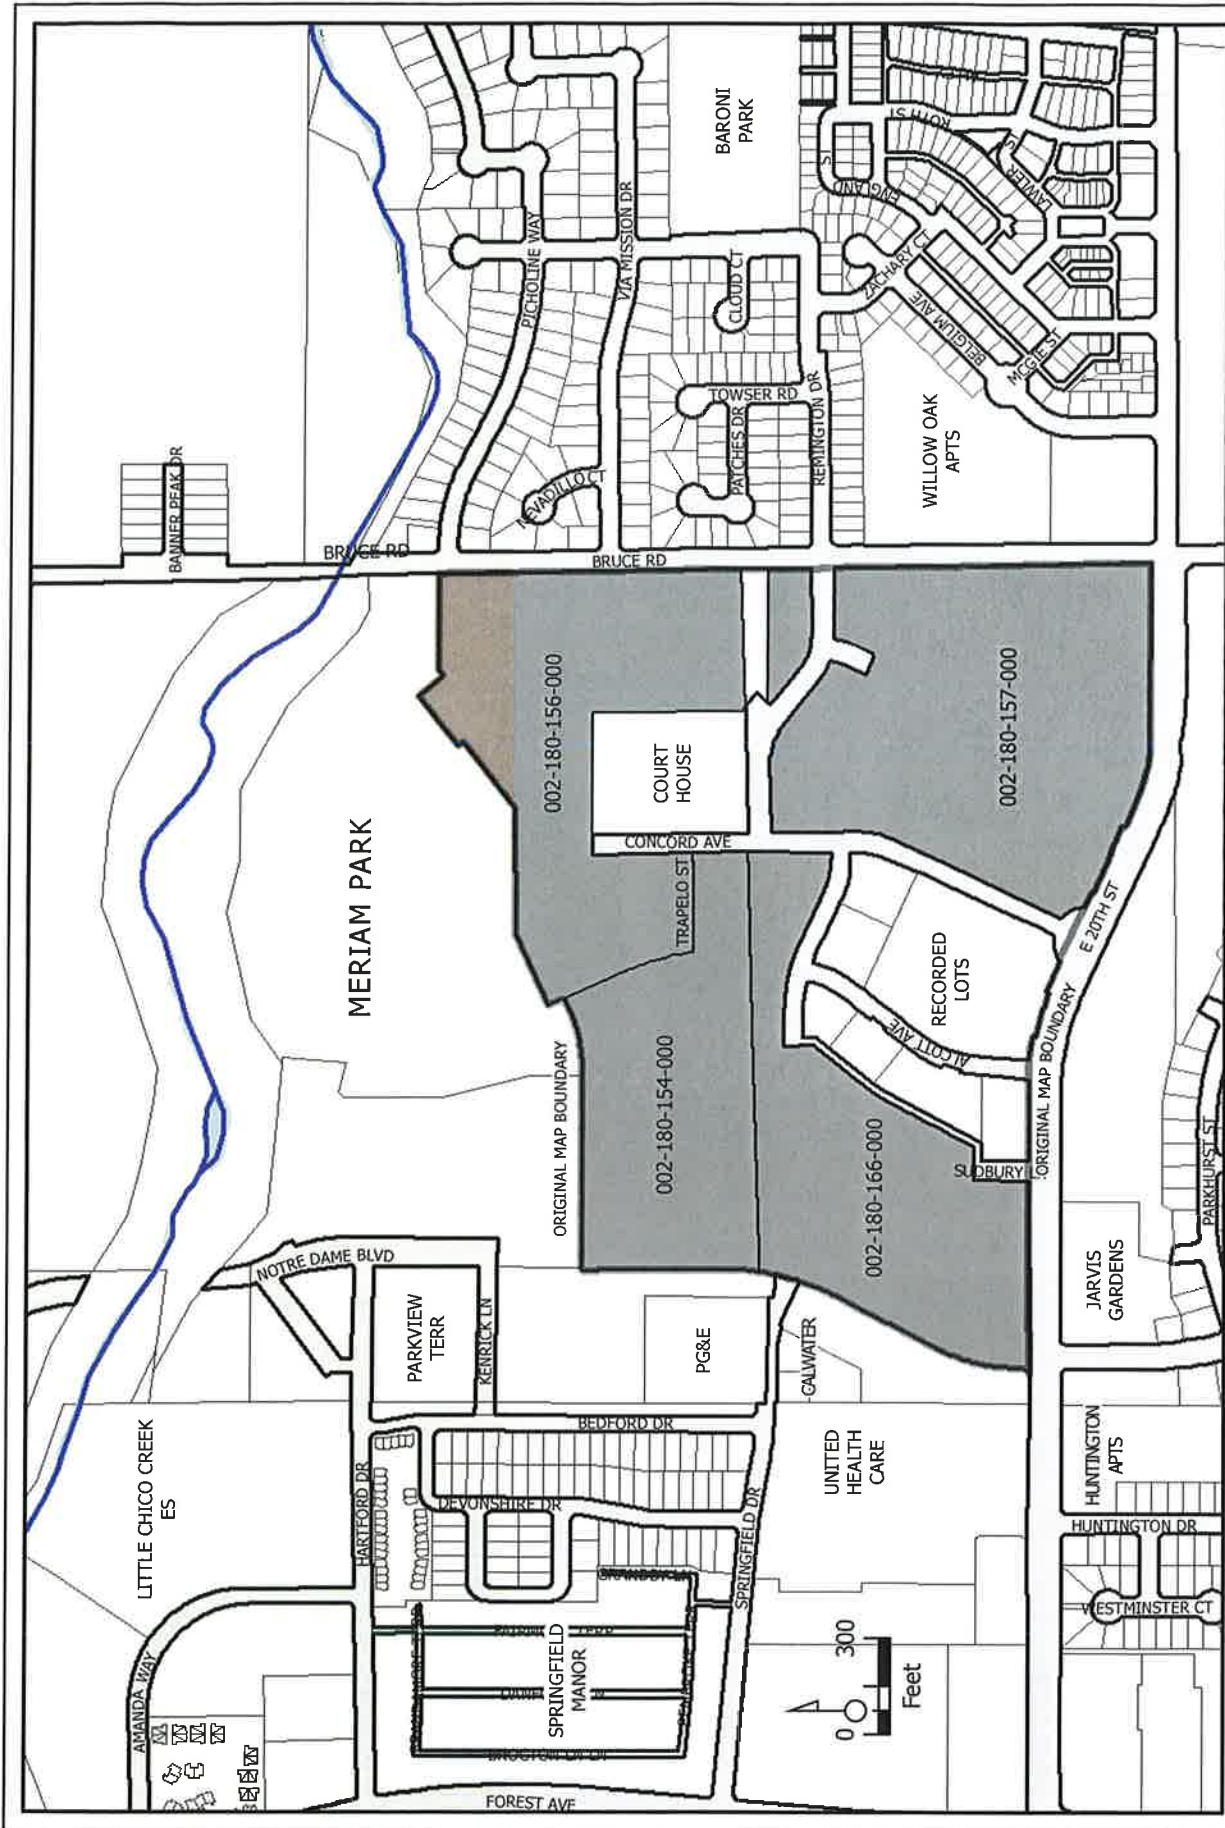 BANNER PEAK DR
BRUCE RD
BRUCE RD
PICHOLINE WAY
VIA MISSION DR
NEVADILLO CT
BARONI
PARK
CLOUD CT
TOWSER RD
PATCHES DR
REMINGTON DR
ROTH ST
LAWLER ST
ENGLAND
ST
ZACHARY CT
BELGIUM AVE
MCGIE ST
WILLOW OAK
APTS
MERIAM PARK
002-180-156-000
COURT
HOUSE
CONCORD AVE
TRAPELO ST
002-180-157-000
RECORDED
LOTS
ALCOTT AVE
E 20TH ST
ORIGINAL MAP BOUNDARY
ORIGINAL MAP BOUNDARY
002-180-154-000
002-180-166-000
SUDBURY
PARKHURST ST
JARVIS
GARDENS
NOTRE DAME BLVD
PARKVIEW
TERR
KENRICK LN
PG&E
CALWATER
LITTLE CHICO CREEK
ES
HARTFORD DR
BEDFORD DR
DEVONSHIRE DR
SPRINGFIELD DR
UNITED
HEALTH
CARE
HUNTINGTON
APTS
HUNTINGTON DR
WESTMINSTER CT
AMANDA WAY
SPRINGFIELD
MANOR
FOREST AVE
0 300
Feet